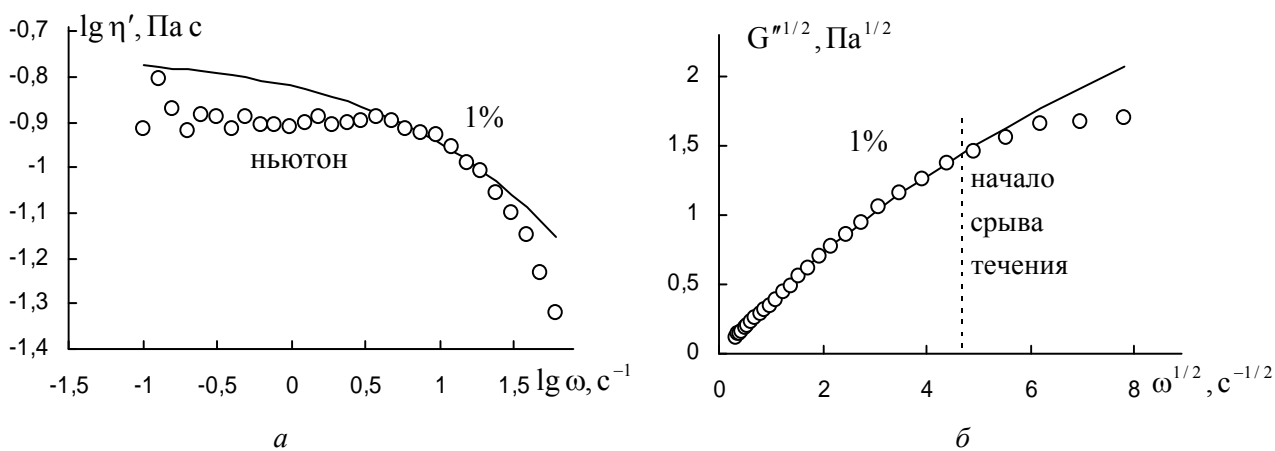 lg η′, Па с
-0,7
-0,8
-0,9
-1
-1,1
-1,2
-1,3
-1,4
1%
ньютон
-1,5
-1
-0,5
0
0,5
1
1,5
lg ω, с⁻¹
а
G″^{1/2}, Па^{1/2}
2
1,5
1
0,5
0
1%
начало
срыва
течения
0
2
4
6
8
ω^{1/2}, с^{−1/2}
б